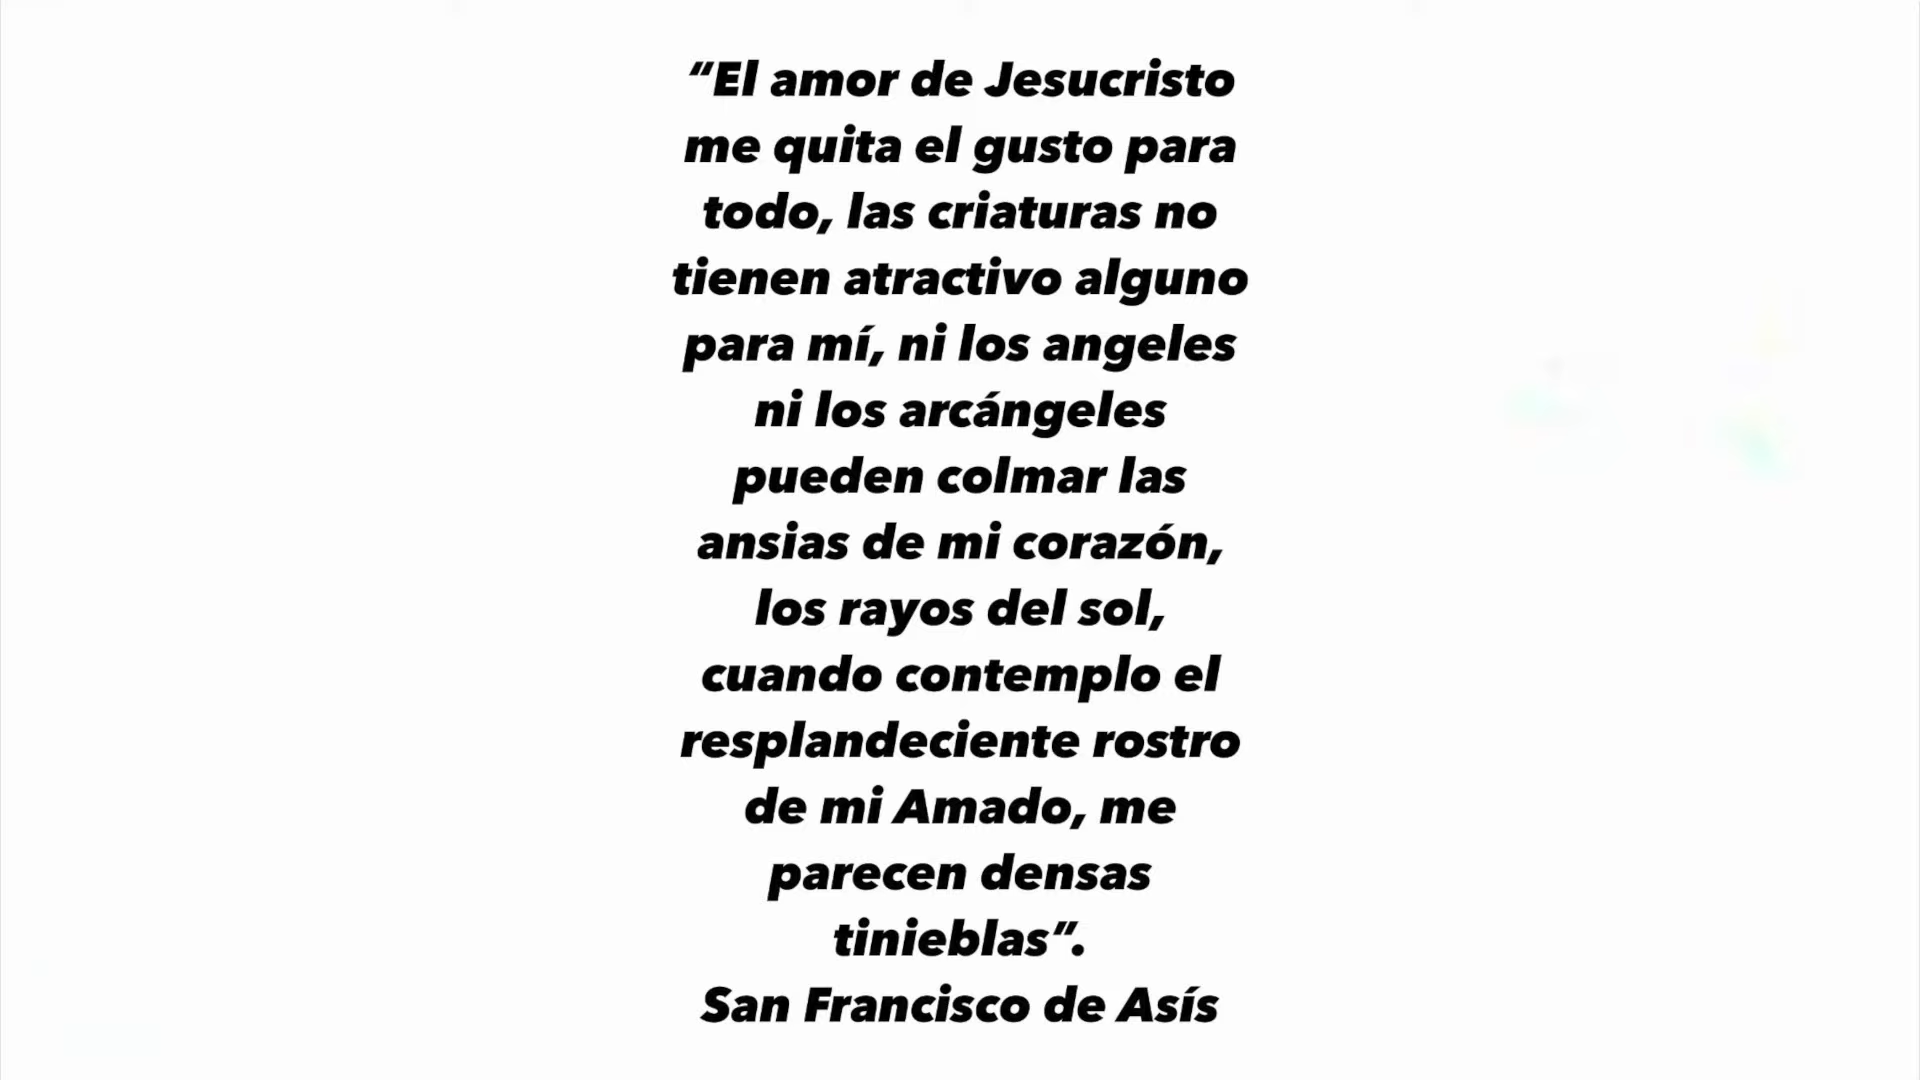 “El amor de Jesucristo
me quita el gusto para
todo, las criaturas no
tienen atractivo alguno
para mí, ni los angeles
ni los arcángeles
pueden colmar las
ansias de mi corazón,
los rayos del sol,
cuando contemplo el
resplandeciente rostro
de mi Amado, me
parecen densas
tinieblas”.
San Francisco de Asís